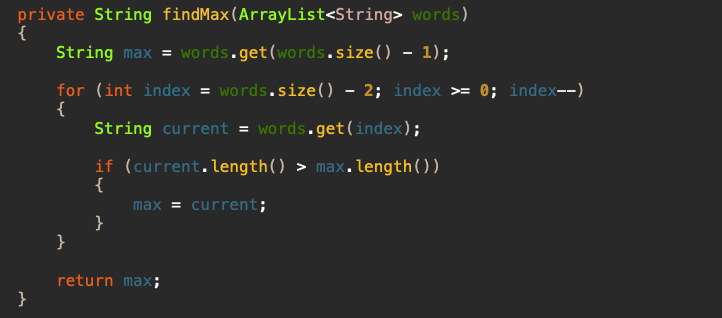 private String findMax(ArrayList<String> words)
{
    String max = words.get(words.size() - 1);

    for (int index = words.size() - 2; index >= 0; index--)
    {
        String current = words.get(index);

        if (current.length() > max.length())
        {
            max = current;
        }
    }

    return max;
}